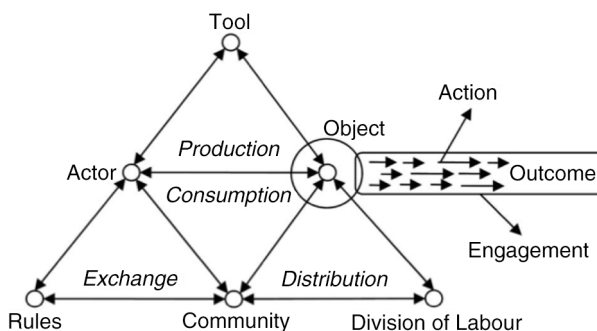 Tool
Action
Object
Production
Actor
Outcome
Consumption
Engagement
Exchange
Distribution
Rules
Community
Division of Labour